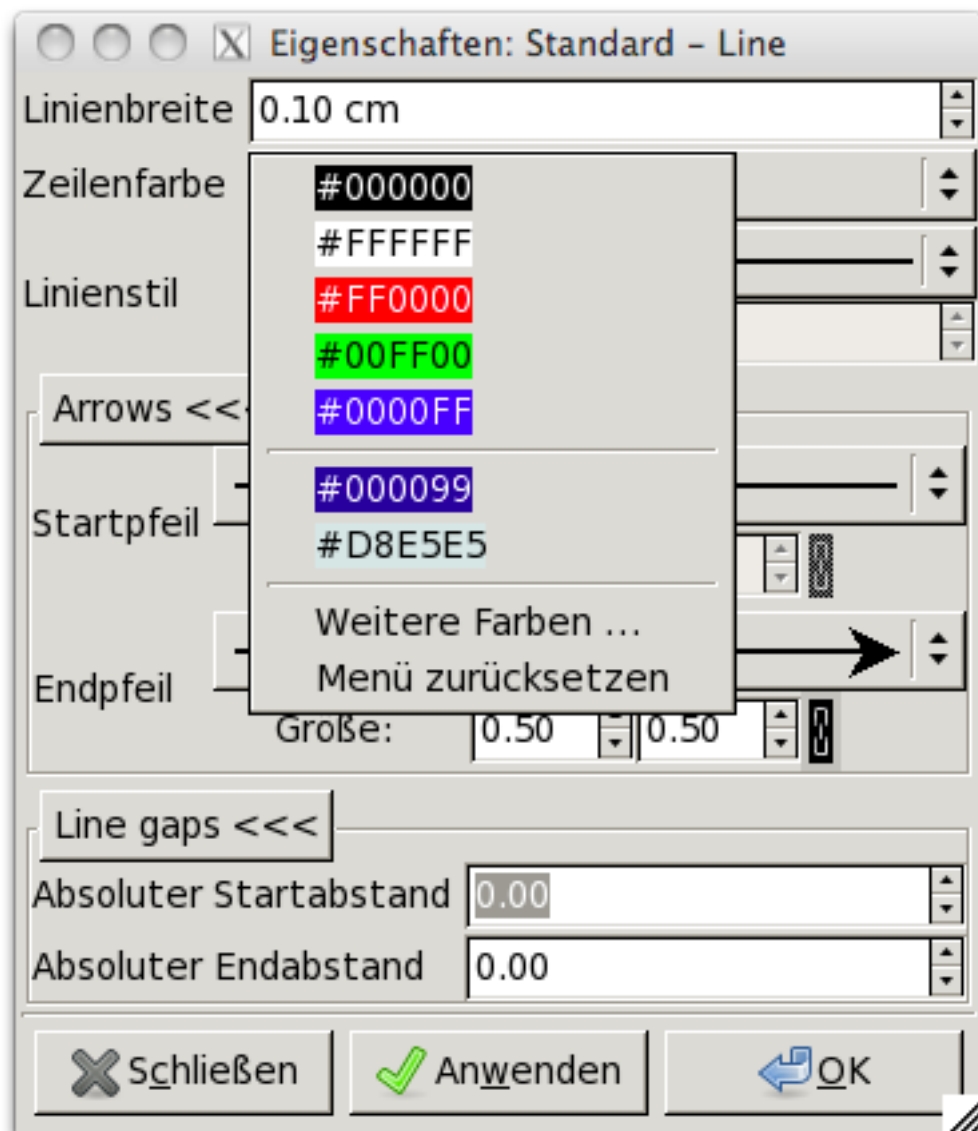 Eigenschaften: Standard – Line
Linienbreite 0.10 cm
Zeilenfarbe
#000000
#FFFFFF
#FF0000
#00FF00
#0000FF
#000099
#D8E5E5
Weitere Farben ...
Menü zurücksetzen
Linienstil
Arrows <<
Startpfeil
Endpfeil
Größe: 0.50 0.50
Line gaps <<<
Absoluter Startabstand 0.00
Absoluter Endabstand 0.00
Schließen Anwenden OK